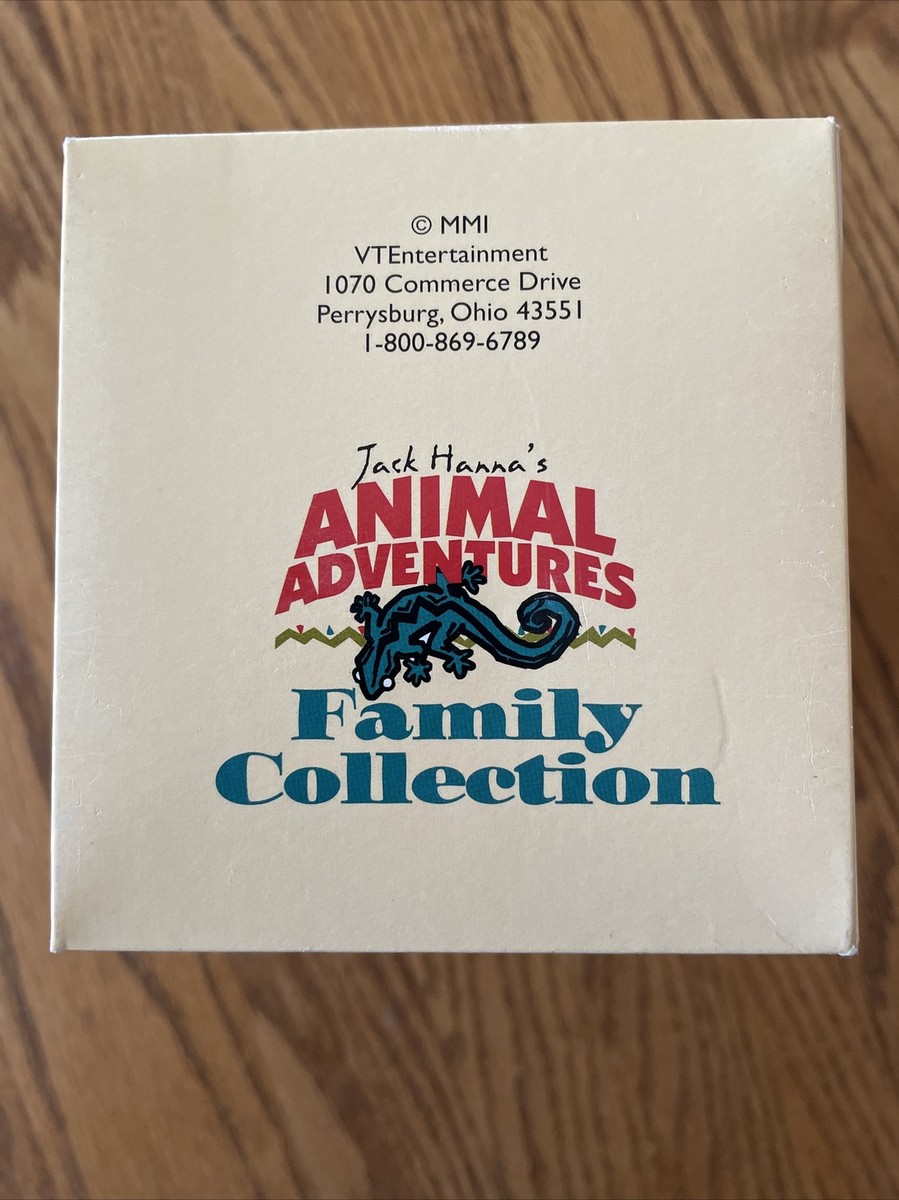 © MMI
VTEntertainment
1070 Commerce Drive
Perrysburg, Ohio 43551
1-800-869-6789
Jack Hanna's
ANIMAL
ADVENTURES
Family
Collection